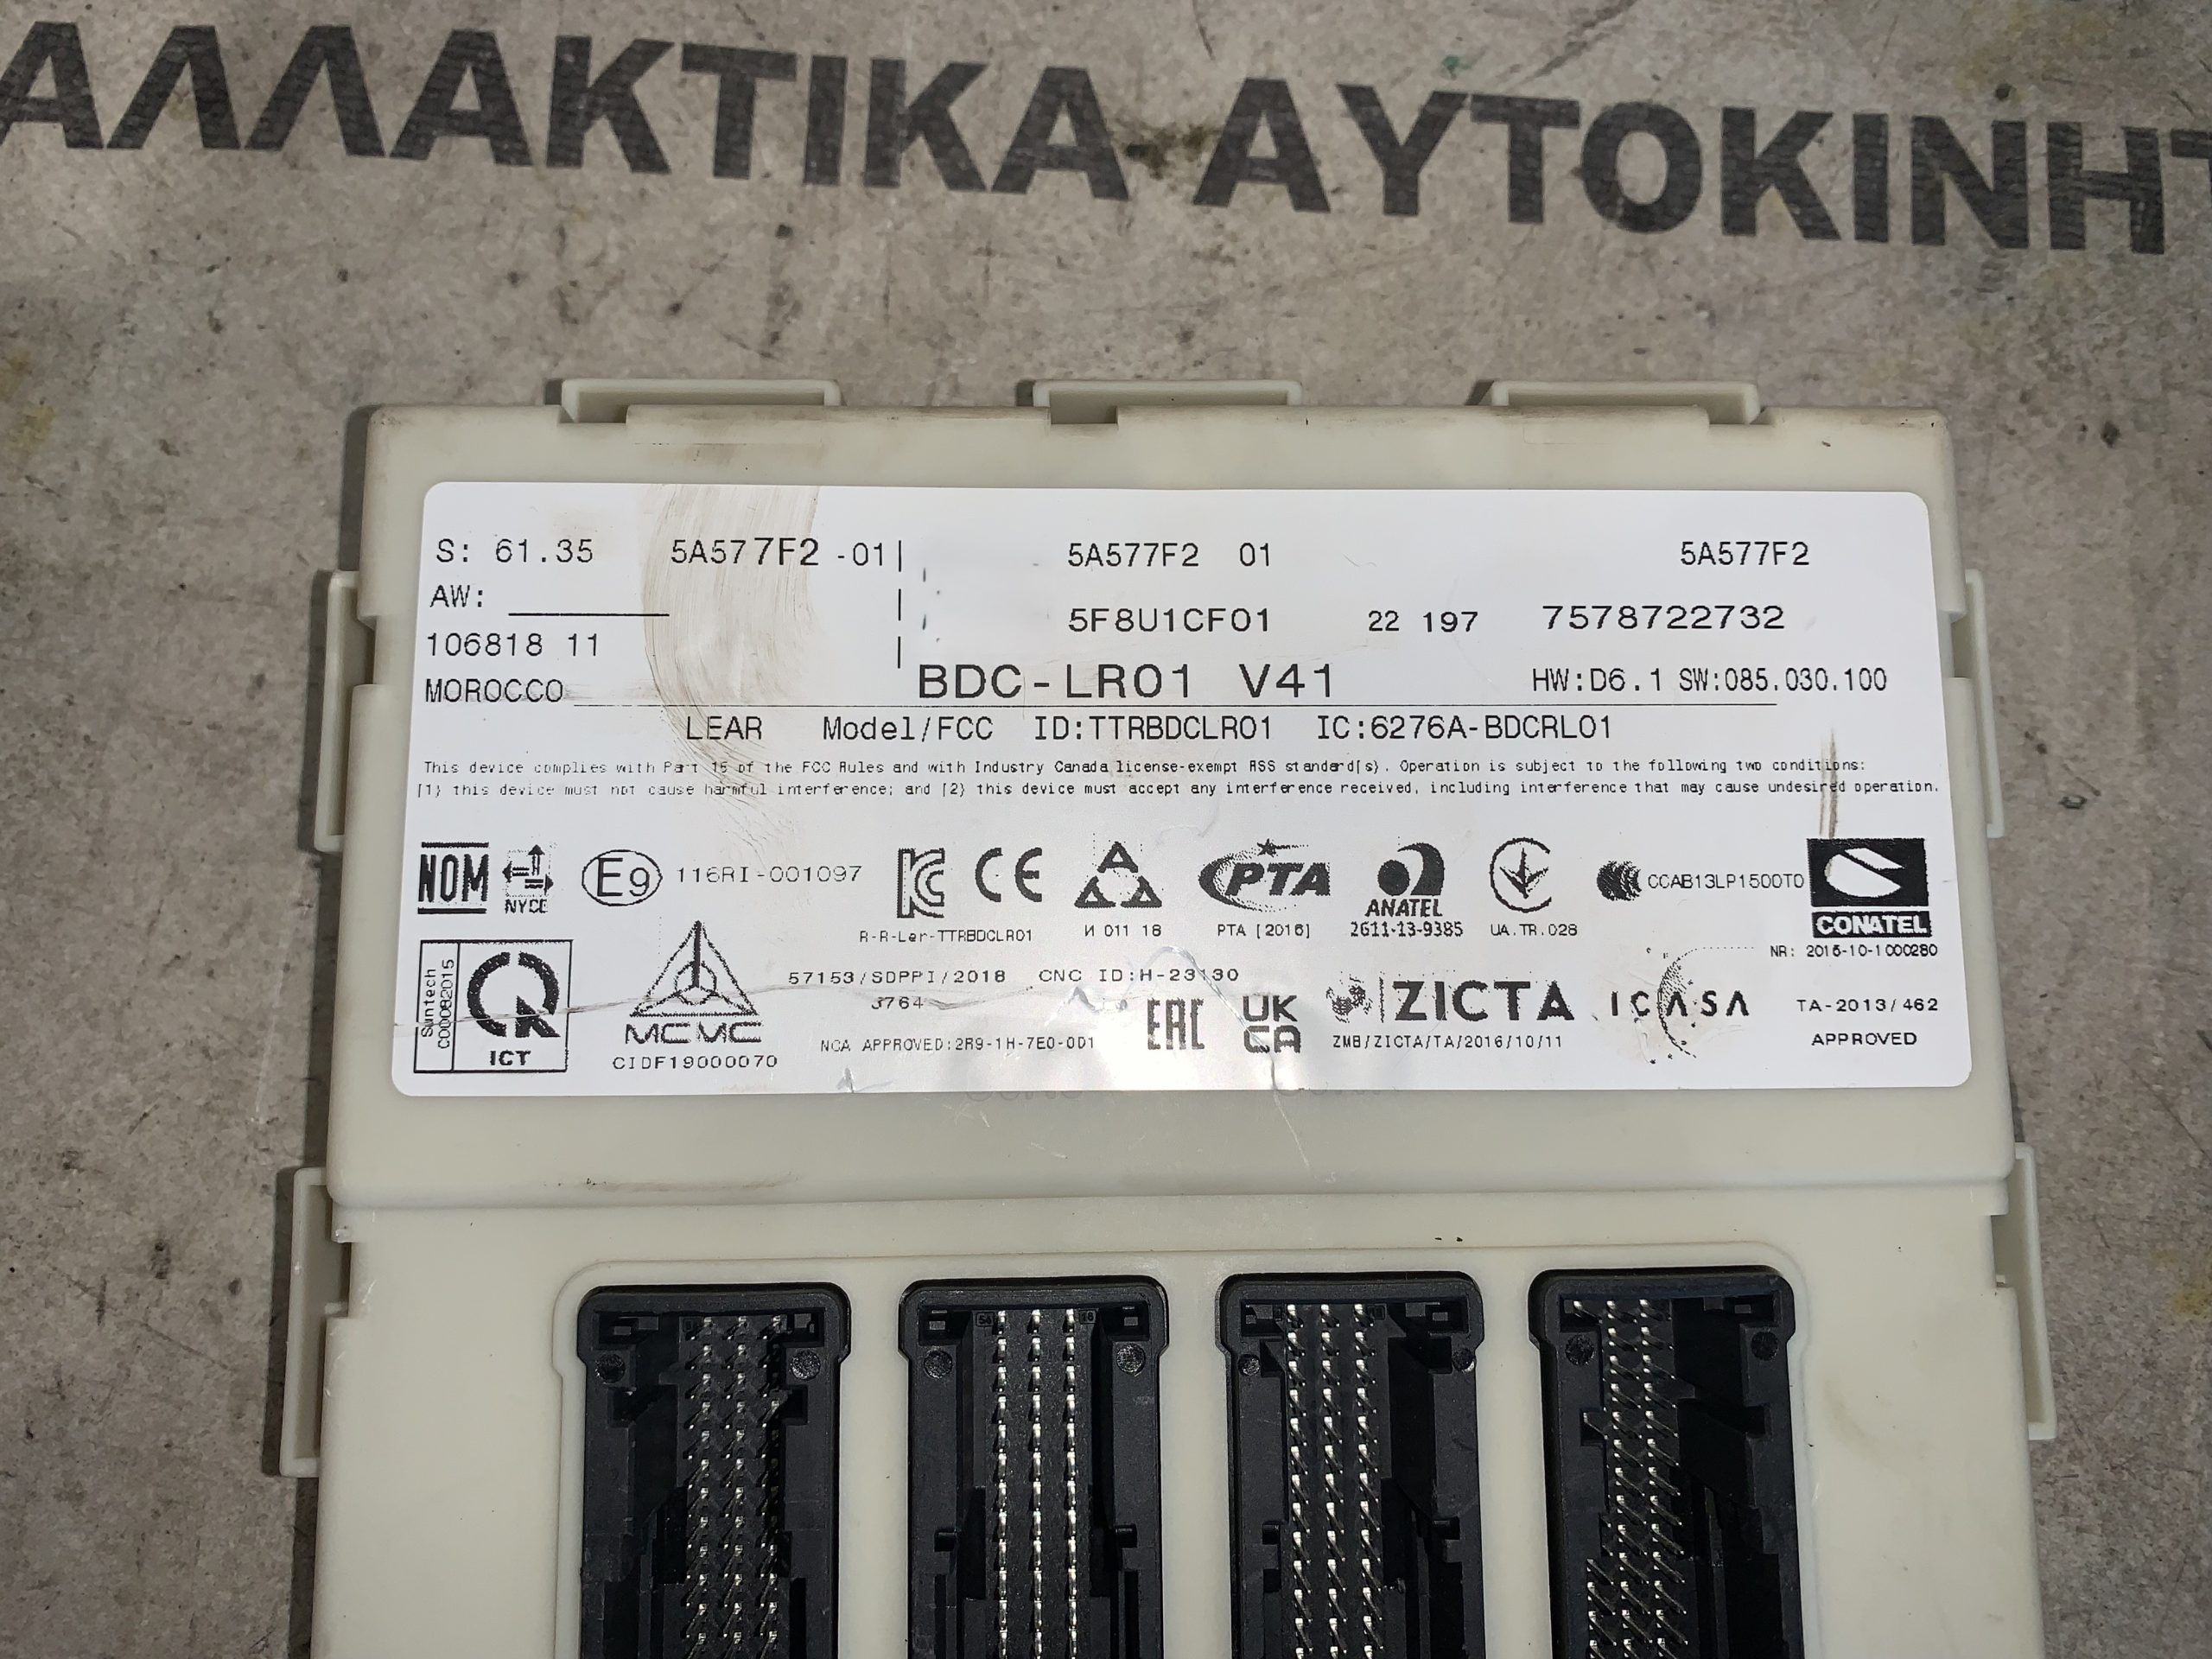 ΑΛΛΑΚΤΙΚΑ ΑΥΤΟΚΙΝΗΤ
S: 61.35 5A577F2 -01 5A577F2 01 5A577F2
AW:
5F8U1CF01 22 197 7578722732
106818 11
BDC-LR01 V41 HW:D6.1 SW:085.030.100
MOROCCO
LEAR Model/FCC ID:TTRBDCLR01 IC:6276A-BDCRL01
This device complies with Part 15 of the FCC Rules and with Industry Canada license-exempt RSS standard(s). Operation is subject to the following two conditions:
(1) this device must not cause harmful interference; and (2) this device must accept any interference received, including interference that may cause undesired operation.
NOM NYCE E9 116RI-001097 KC CE PTA ANATEL CCAB13LP1500T0 CONATEL
R-R-Ler-TTRBDCLR01 И 011 18 PTA [2016] 2611-13-9385 UA.TR.028
NR: 2015-10-1000280
Suntech
C000082015
ICT
MCMC
CIDF19000070
57153/SDPPI/2018 CNC ID:H-23130
3764
NCA APPROVED:2R9-1H-7E0-0D1
EAC UK CA ZICTA ICASA TA-2013/462
ZMB/ZICTA/TA/2016/10/11 APPROVED